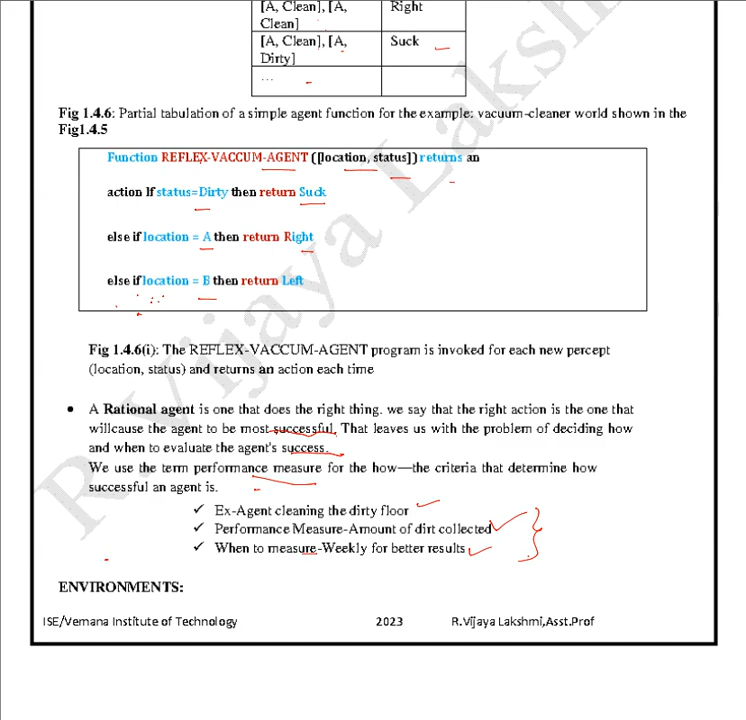 [A, Clean], [A, Right
Clean]
[A, Clean], [A, Suck
Dirty]
...
Fig 1.4.6: Partial tabulation of a simple agent function for the example: vacuum-cleaner world shown in the
Fig1.4.5
Function REFLEX-VACCUM-AGENT ([location, status]) returns an
action If status=Dirty then return Suck
else if location = A then return Right
else if location = B then return Left
Fig 1.4.6(i): The REFLEX-VACCUM-AGENT program is invoked for each new percept
(location, status) and returns an action each time
• A Rational agent is one that does the right thing. we say that the right action is the one that
willcause the agent to be most successful. That leaves us with the problem of deciding how
and when to evaluate the agent's success.
We use the term performance measure for the how—the criteria that determine how
successful an agent is.
✓ Ex-Agent cleaning the dirty floor
✓ Performance Measure-Amount of dirt collected
✓ When to measure-Weekly for better results
ENVIRONMENTS:
ISE/Vemana Institute of Technology 2023 R.Vijaya Lakshmi,Asst.Prof
R.Vijaya Lakshm